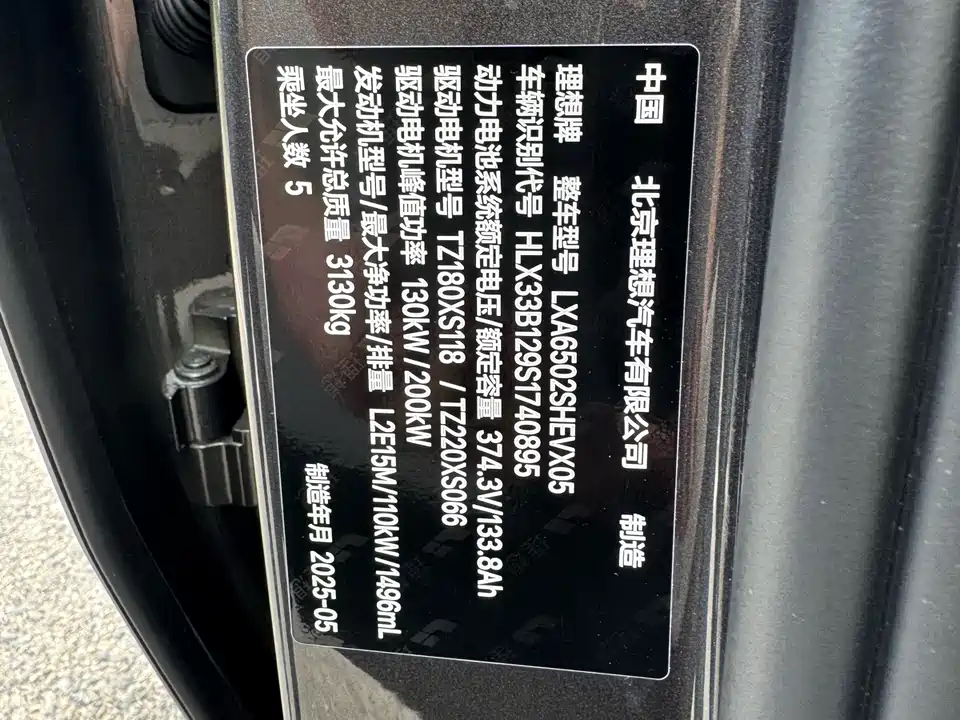 中国 北京理想汽车有限公司 制造
理想牌 整车型号 LXA6502SHEVX05
车辆识别代号 HLX33B129S1740895
动力电池系统额定电压/额定容量 374.3V/133.8Ah
驱动电机型号 TZ180XS118 / TZ220XS066
驱动电机峰值功率 130kW/200kW
发动机型号/最大净功率/排量 L2E15M/110kW/1496mL
最大允许总质量 3130kg
乘坐人数 5 制造年月 2025-05